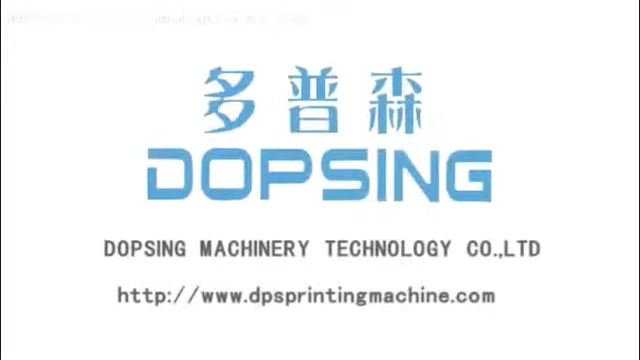 多普森
DOPSING
DOPSING MACHINERY TECHNOLOGY CO.,LTD
http://www.dpsprintingmachine.com